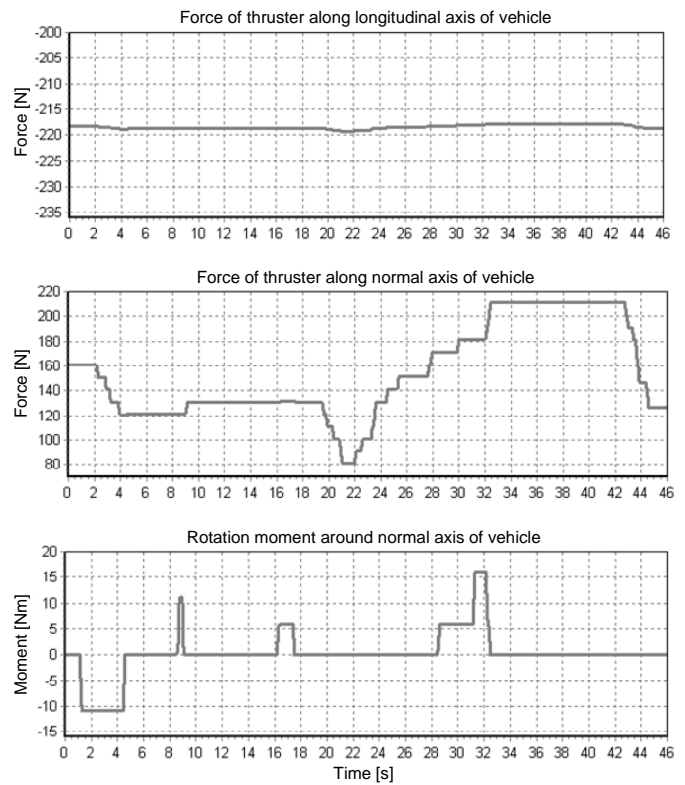 Force of thruster along longitudinal axis of vehicle
Force [N]
-200
-205
-210
-215
-220
-225
-230
-235
0 2 4 6 8 10 12 14 16 18 20 22 24 26 28 30 32 34 36 38 40 42 44 46
Force of thruster along normal axis of vehicle
Force [N]
220
200
180
160
140
120
100
80
0 2 4 6 8 10 12 14 16 18 20 22 24 26 28 30 32 34 36 38 40 42 44 46
Rotation moment around normal axis of vehicle
Moment [Nm]
20
15
10
5
0
-5
-10
-15
0 2 4 6 8 10 12 14 16 18 20 22 24 26 28 30 32 34 36 38 40 42 44 46
Time [s]